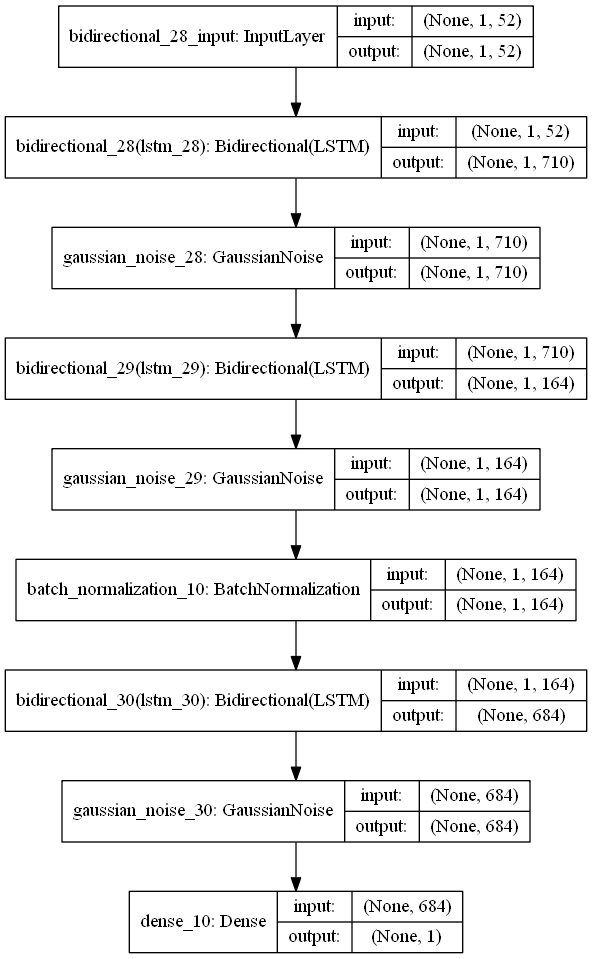 bidirectional_28_input: InputLayer
input: (None, 1, 52)
output: (None, 1, 52)
bidirectional_28(lstm_28): Bidirectional(LSTM)
input: (None, 1, 52)
output: (None, 1, 710)
gaussian_noise_28: GaussianNoise
input: (None, 1, 710)
output: (None, 1, 710)
bidirectional_29(lstm_29): Bidirectional(LSTM)
input: (None, 1, 710)
output: (None, 1, 164)
gaussian_noise_29: GaussianNoise
input: (None, 1, 164)
output: (None, 1, 164)
batch_normalization_10: BatchNormalization
input: (None, 1, 164)
output: (None, 1, 164)
bidirectional_30(lstm_30): Bidirectional(LSTM)
input: (None, 1, 164)
output: (None, 684)
gaussian_noise_30: GaussianNoise
input: (None, 684)
output: (None, 684)
dense_10: Dense
input: (None, 684)
output: (None, 1)